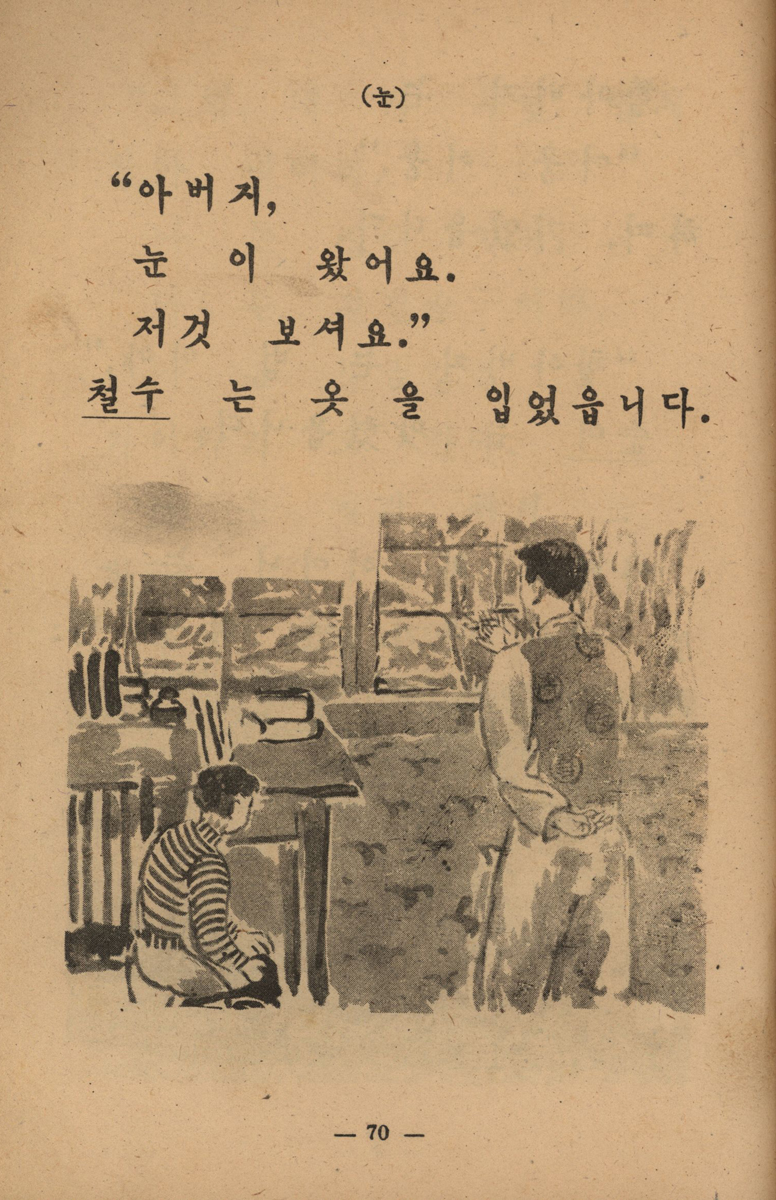 (눈)
“아버지,
눈 이 왔어요.
저것 보셔요.”
철수 는 옷 을 입었읍니다.
— 70 —